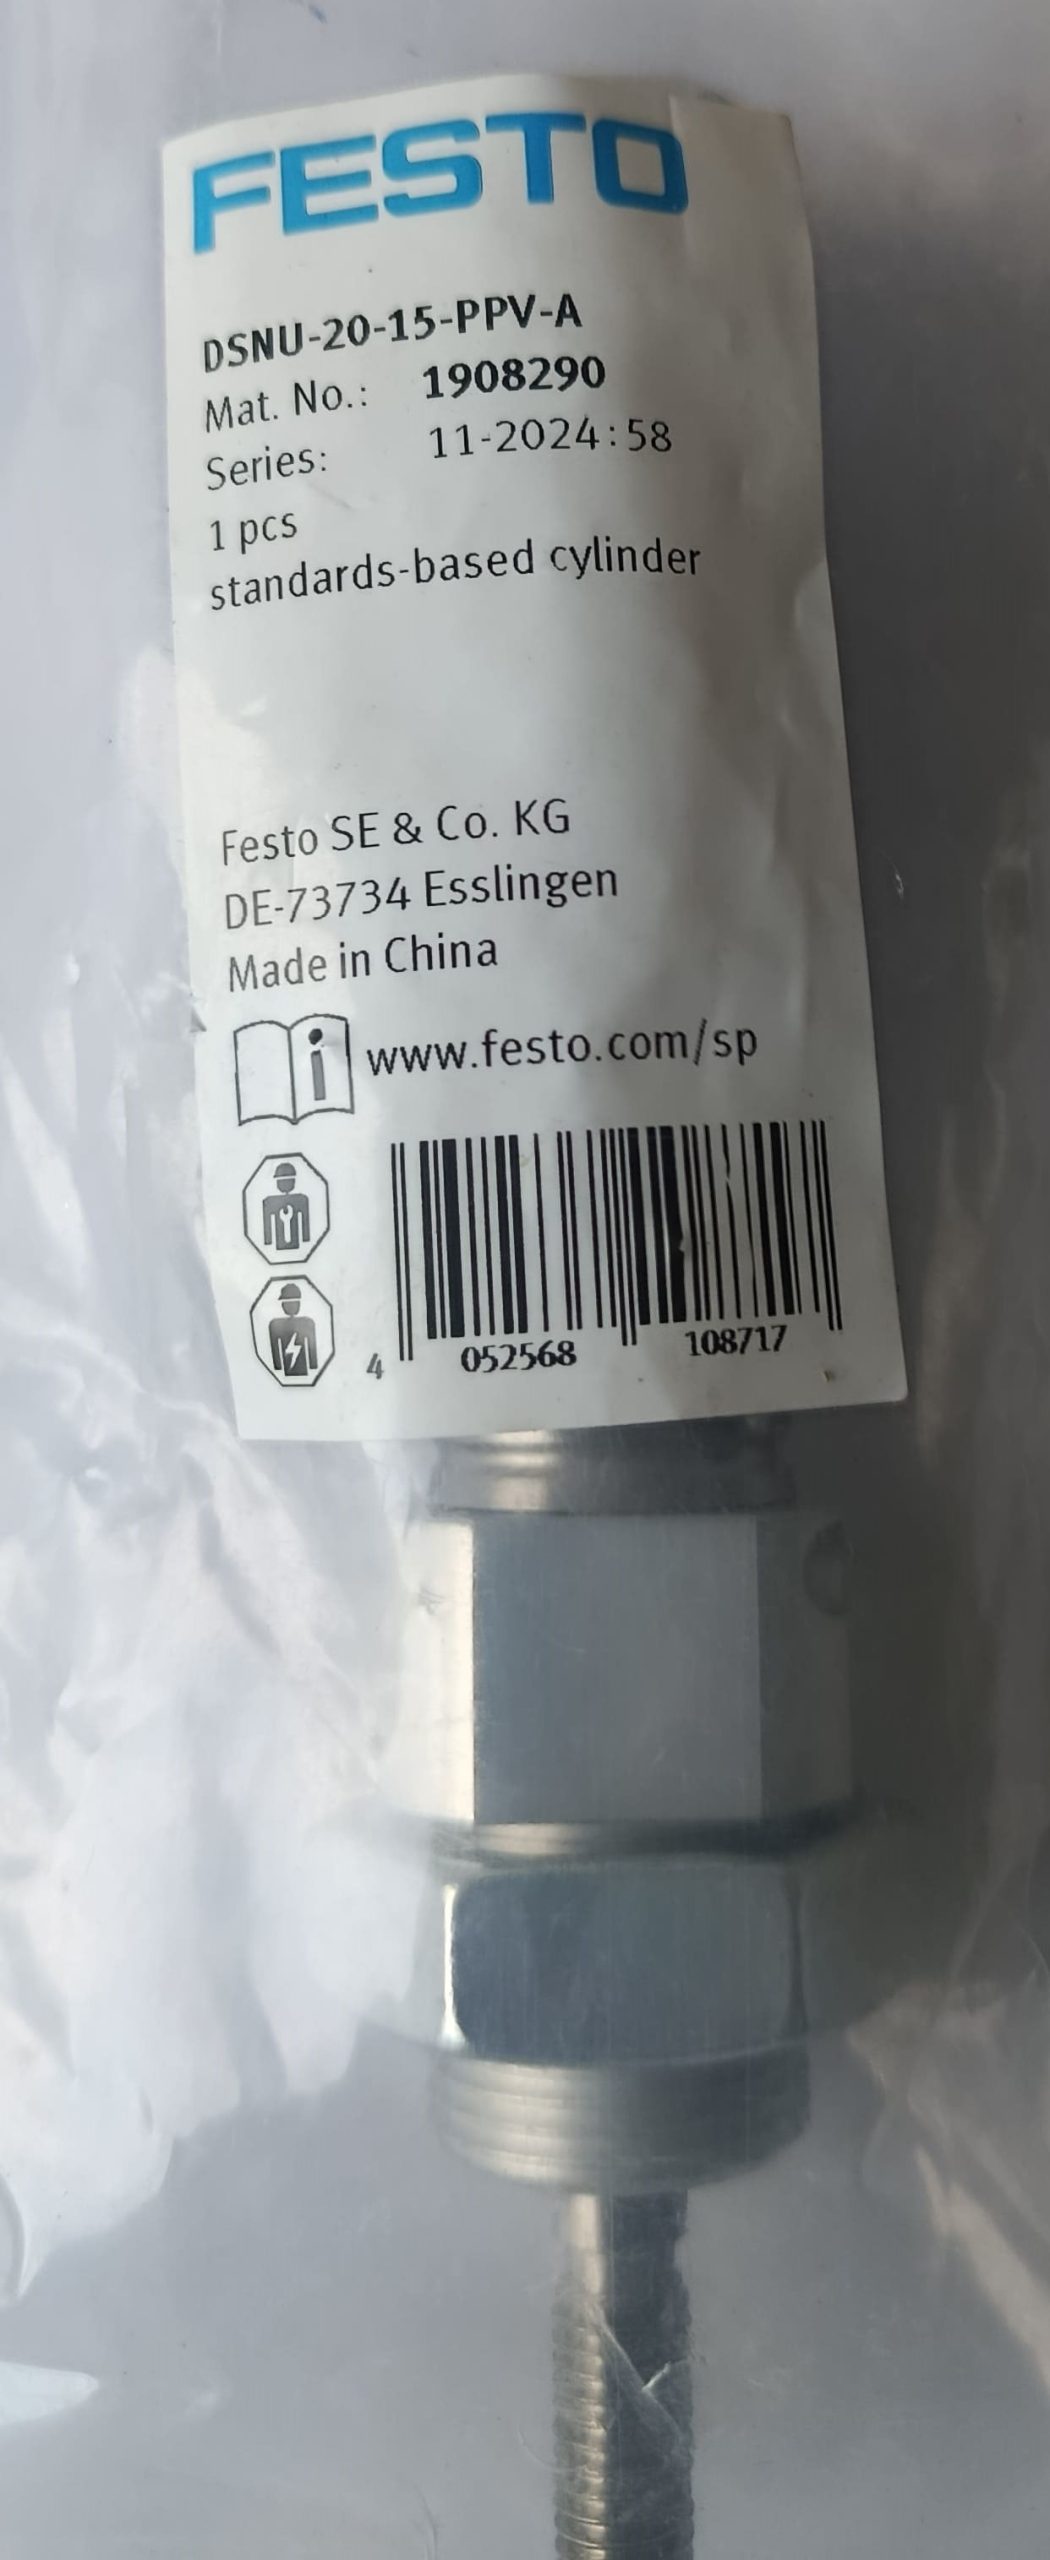 FESTO
DSNU-20-15-PPV-A
Mat. No.: 1908290
Series: 11-2024:58
1 pcs
standards-based cylinder
Festo SE & Co. KG
DE-73734 Esslingen
Made in China
www.festo.com/sp
4 052568 108717